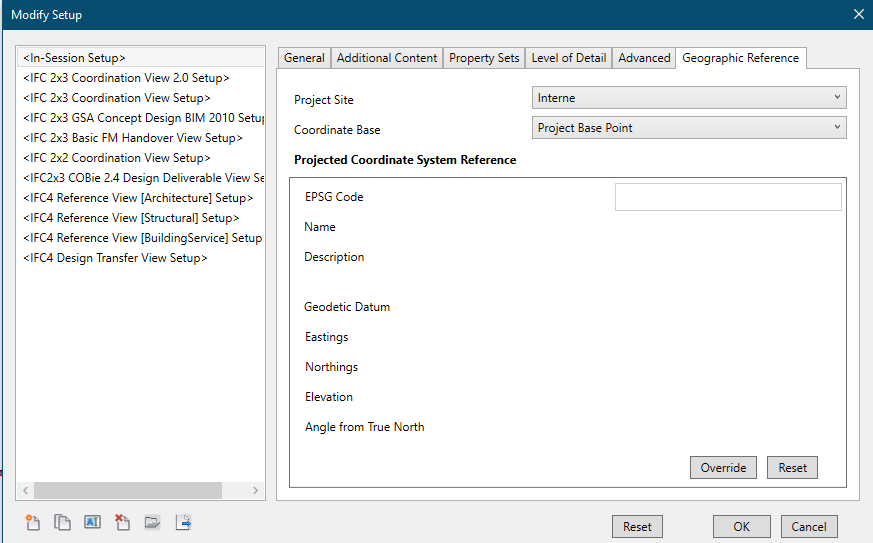 Modify Setup
<In-Session Setup>
<IFC 2x3 Coordination View 2.0 Setup>
<IFC 2x3 Coordination View Setup>
<IFC 2x3 GSA Concept Design BIM 2010 Setup
<IFC 2x3 Basic FM Handover View Setup>
<IFC 2x2 Coordination View Setup>
<IFC2x3 COBie 2.4 Design Deliverable View Se
<IFC4 Reference View [Architecture] Setup>
<IFC4 Reference View [Structural] Setup>
<IFC4 Reference View [BuildingService] Setup
<IFC4 Design Transfer View Setup>
General Additional Content Property Sets Level of Detail Advanced Geographic Reference
Project Site Interne
Coordinate Base Project Base Point
Projected Coordinate System Reference
EPSG Code
Name
Description
Geodetic Datum
Eastings
Northings
Elevation
Angle from True North
Override Reset
Reset OK Cancel